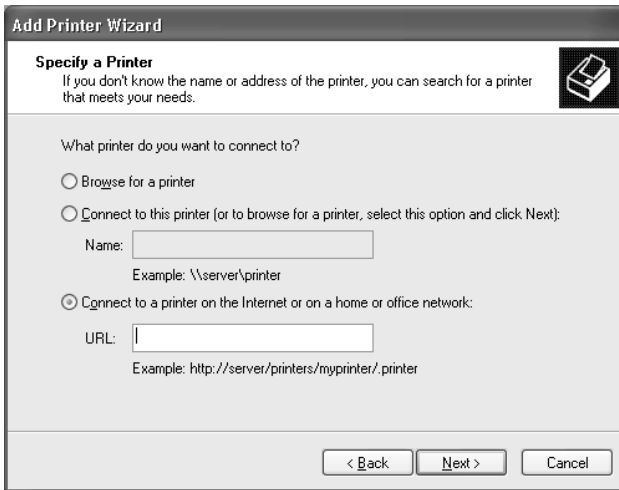 Add Printer Wizard
Specify a Printer
If you don't know the name or address of the printer, you can search for a printer
that meets your needs.
What printer do you want to connect to?
Browse for a printer
Connect to this printer (or to browse for a printer, select this option and click Next):
Name:
Example: \\server\printer
Connect to a printer on the Internet or on a home or office network:
URL:
Example: http://server/printers/myprinter/.printer
< Back Next > Cancel